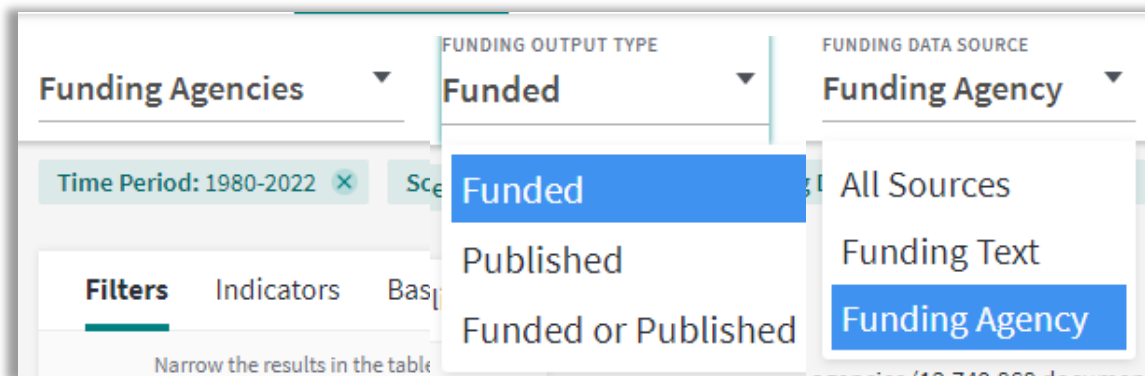 FUNDING OUTPUT TYPE
FUNDING DATA SOURCE
Funding Agencies
Funded
Funding Agency
Time Period: 1980-2022
Funded
Published
Funded or Published
All Sources
Funding Text
Funding Agency
Filters Indicators Bas
Narrow the results in the table